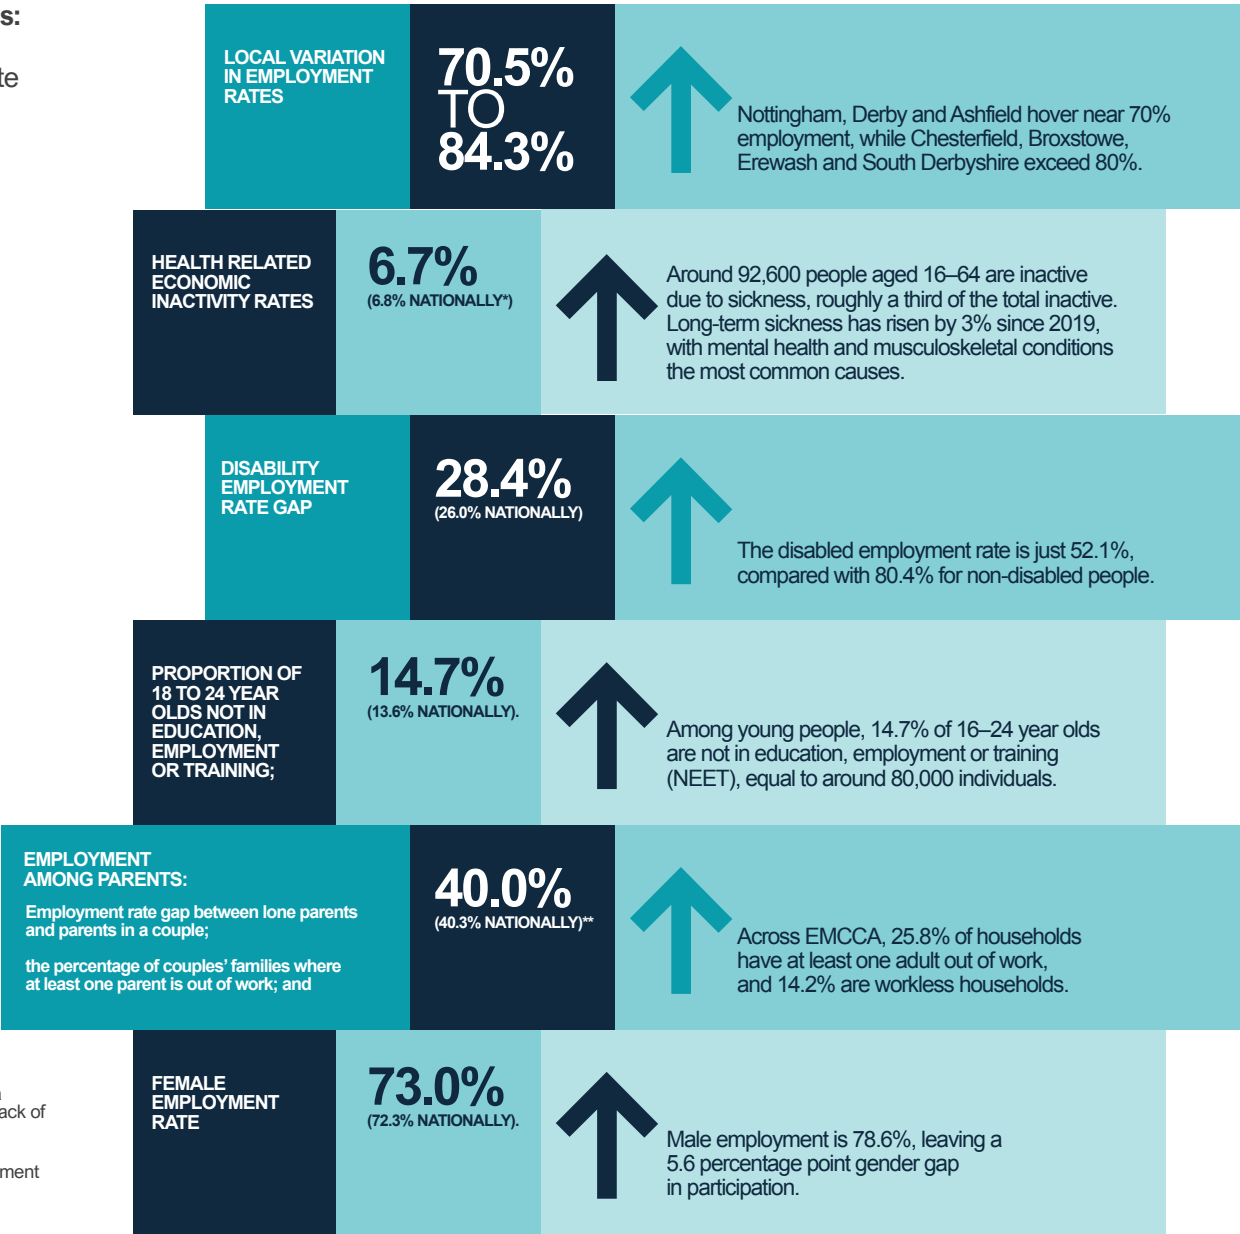 s:
te
LOCAL VARIATION
IN EMPLOYMENT
RATES
70.5%
TO
84.3%
Nottingham, Derby and Ashfield hover near 70%
employment, while Chesterfield, Broxstowe,
Erewash and South Derbyshire exceed 80%.
HEALTH RELATED
ECONOMIC
INACTIVITY RATES
6.7%
(6.8% NATIONALLY*)
Around 92,600 people aged 16–64 are inactive
due to sickness, roughly a third of the total inactive.
Long-term sickness has risen by 3% since 2019,
with mental health and musculoskeletal conditions
the most common causes.
DISABILITY
EMPLOYMENT
RATE GAP
28.4%
(26.0% NATIONALLY)
The disabled employment rate is just 52.1%,
compared with 80.4% for non-disabled people.
PROPORTION OF
18 TO 24 YEAR
OLDS NOT IN
EDUCATION,
EMPLOYMENT
OR TRAINING;
14.7%
(13.6% NATIONALLY).
Among young people, 14.7% of 16–24 year olds
are not in education, employment or training
(NEET), equal to around 80,000 individuals.
EMPLOYMENT
AMONG PARENTS:
Employment rate gap between lone parents
and parents in a couple;
the percentage of couples’ families where
at least one parent is out of work; and
40.0%
(40.3% NATIONALLY)**
Across EMCCA, 25.8% of households
have at least one adult out of work,
and 14.2% are workless households.
FEMALE
EMPLOYMENT
RATE
73.0%
(72.3% NATIONALLY).
Male employment is 78.6%, leaving a
5.6 percentage point gender gap
in participation.
ack of
ment